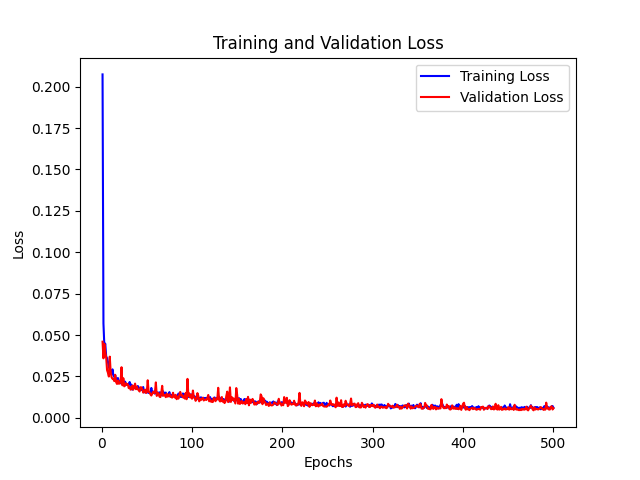 Training and Validation Loss
Training Loss
Validation Loss
0.200
0.175
0.150
0.125
0.100
0.075
0.050
0.025
0.000
Loss
0 100 200 300 400 500
Epochs